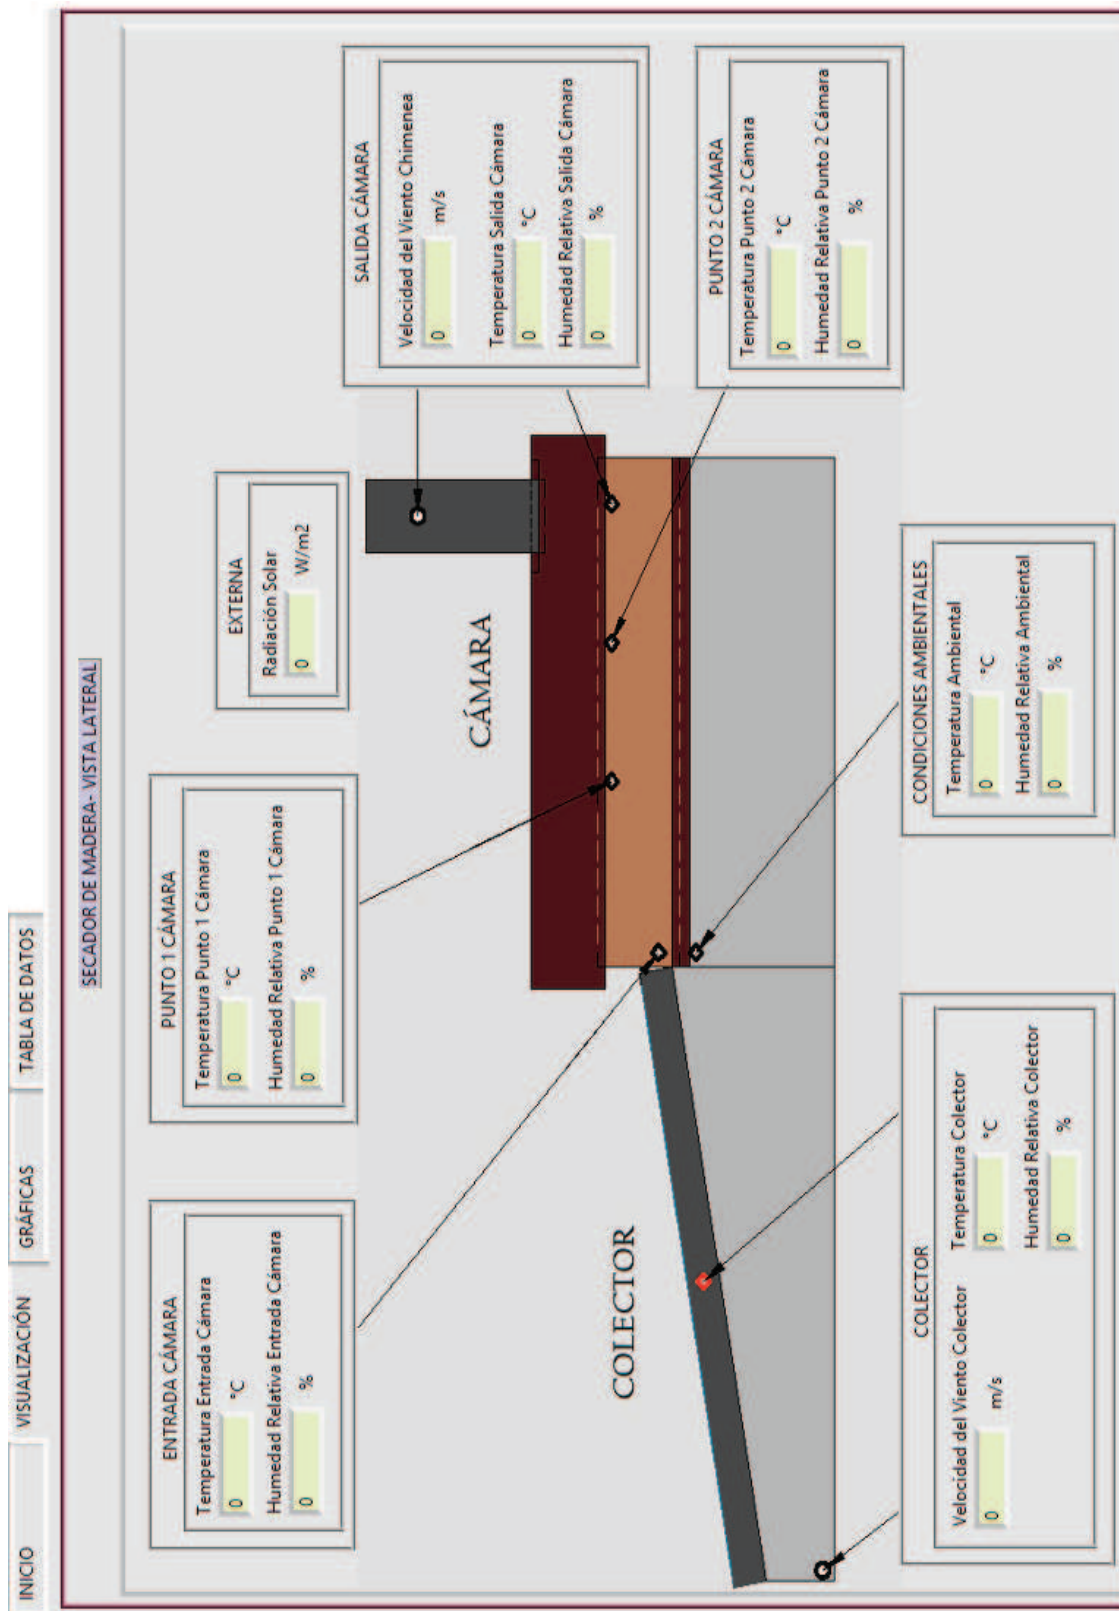 INICIO
VISUALIZACIÓN
GRÁFICAS
TABLA DE DATOS
SECADOR DE MADERA- VISTA LATERAL
ENTRADA CÁMARA
Temperatura Entrada Cámara
0 °C
Humedad Relativa Entrada Cámara
0 %
PUNTO 1 CÁMARA
Temperatura Punto 1 Cámara
0 °C
Humedad Relativa Punto 1 Cámara
0 %
EXTERNA
Radiación Solar
0 W/m2
SALIDA CÁMARA
Velocidad del Viento Chimenea
0 m/s
Temperatura Salida Cámara
0 °C
Humedad Relativa Salida Cámara
0 %
CÁMARA
COLECTOR
PUNTO 2 CÁMARA
Temperatura Punto 2 Cámara
0 °C
Humedad Relativa Punto 2 Cámara
0 %
COLECTOR
Velocidad del Viento Colector
0 m/s
Temperatura Colector
0 °C
Humedad Relativa Colector
0 %
CONDICIONES AMBIENTALES
Temperatura Ambiental
0 °C
Humedad Relativa Ambiental
0 %